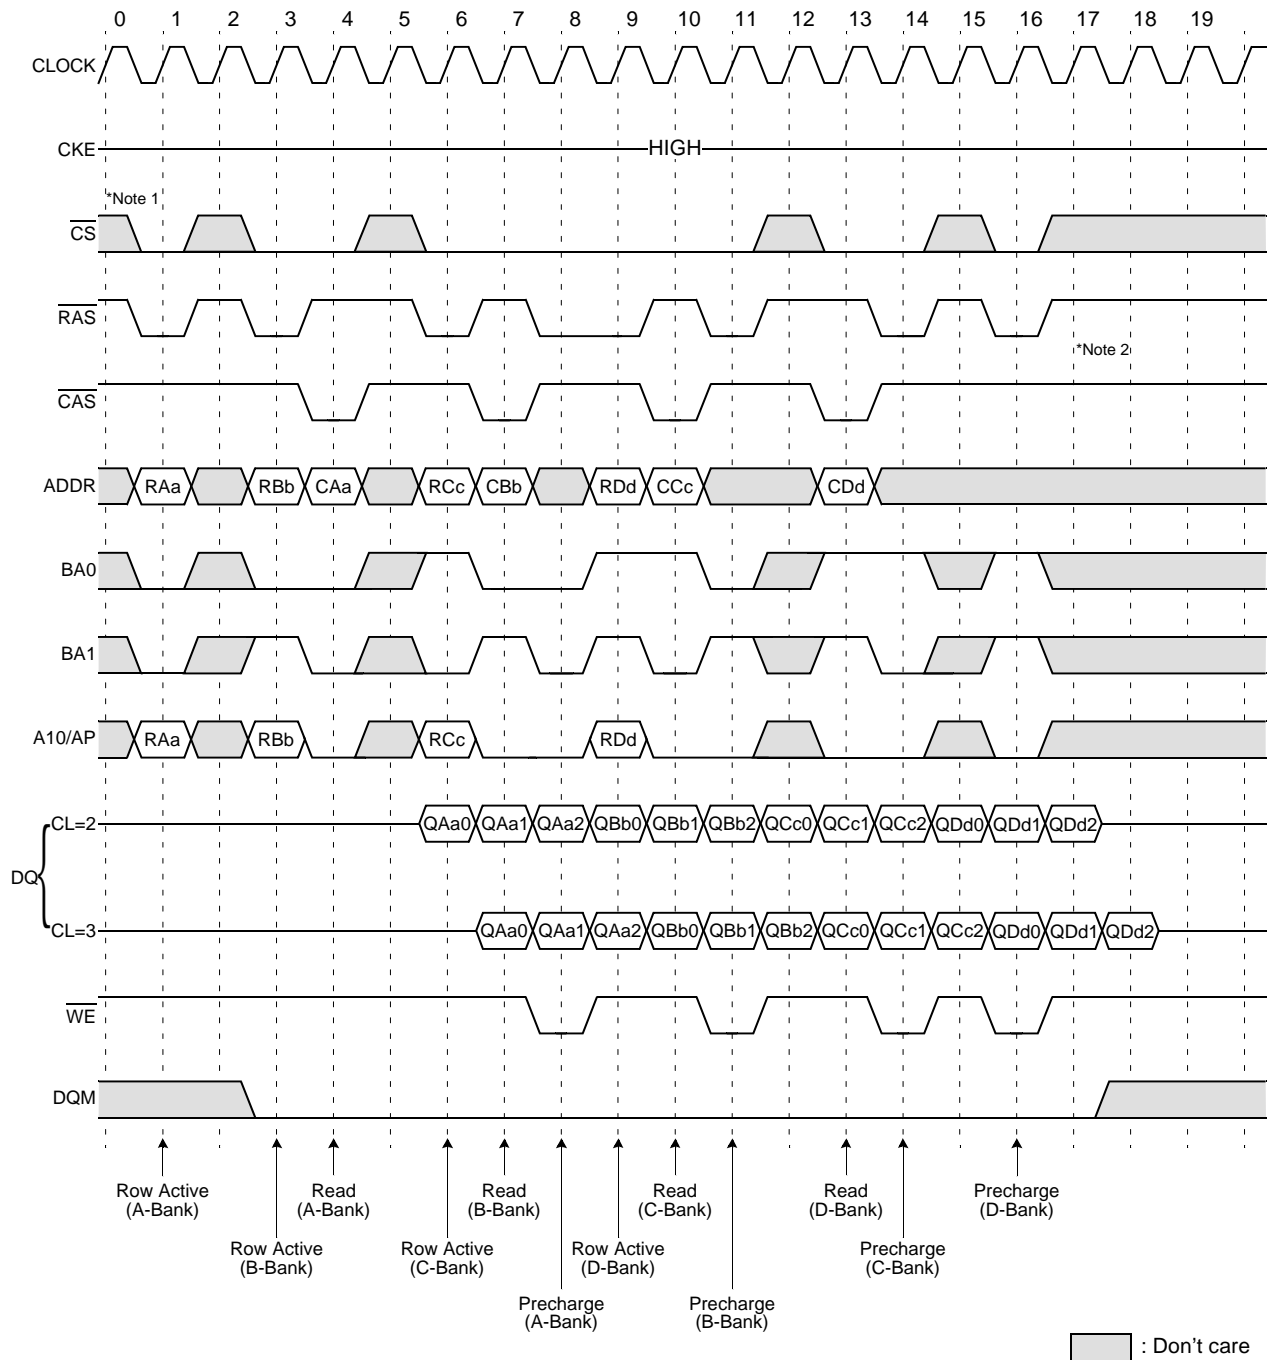 0 1 2 3 4 5 6 7 8 9 10 11 12 13 14 15 16 17 18 19
CLOCK
CKE HIGH
*Note 1
CS
RAS
*Note 2
CAS
ADDR RAa RBb CAa RCc CBb RDd CCc CDd
BA0
BA1
A10/AP RAa RBb RCc RDd
CL=2 QAa0 QAa1 QAa2 QBb0 QBb1 QBb2 QCc0 QCc1 QCc2 QDd0 QDd1 QDd2
DQ
CL=3 QAa0 QAa1 QAa2 QBb0 QBb1 QBb2 QCc0 QCc1 QCc2 QDd0 QDd1 QDd2
WE
DQM
Row Active
(A-Bank)
Read
(A-Bank)
Read
(B-Bank)
Read
(C-Bank)
Read
(D-Bank)
Precharge
(D-Bank)
Row Active
(B-Bank)
Row Active
(C-Bank)
Row Active
(D-Bank)
Precharge
(C-Bank)
Precharge
(A-Bank)
Precharge
(B-Bank)
: Don't care